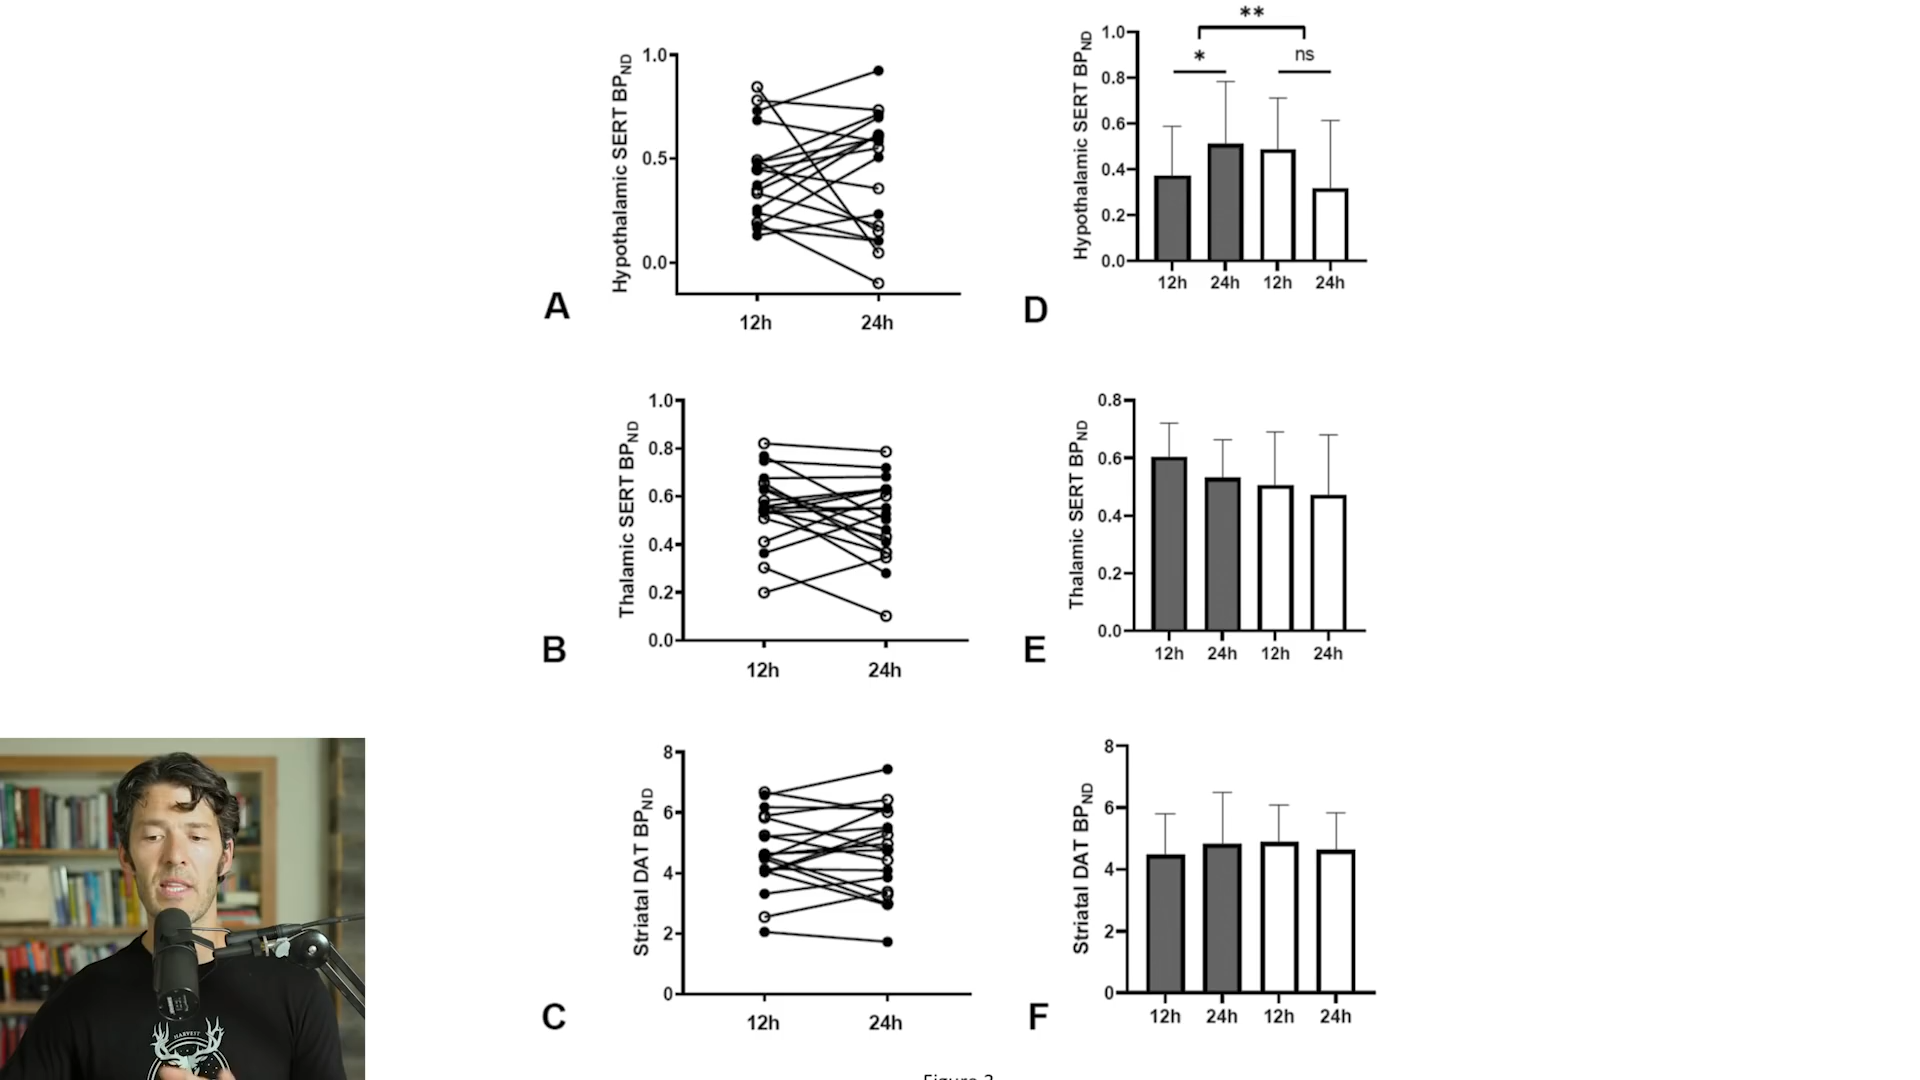 Hypothalamic SERT BPND
1.0
0.5
0.0
12h
24h
A
Hypothalamic SERT BPND
1.0
0.8
0.6
0.4
0.2
0.0
**
*
ns
12h
24h
12h
24h
D
Thalamic SERT BPND
1.0
0.8
0.6
0.4
0.2
0.0
12h
24h
B
Thalamic SERT BPND
0.8
0.6
0.4
0.2
0.0
12h
24h
12h
24h
E
Striatal DAT BPND
8
6
4
2
0
12h
24h
C
Striatal DAT BPND
8
6
4
2
0
12h
24h
12h
24h
F
HARVEST